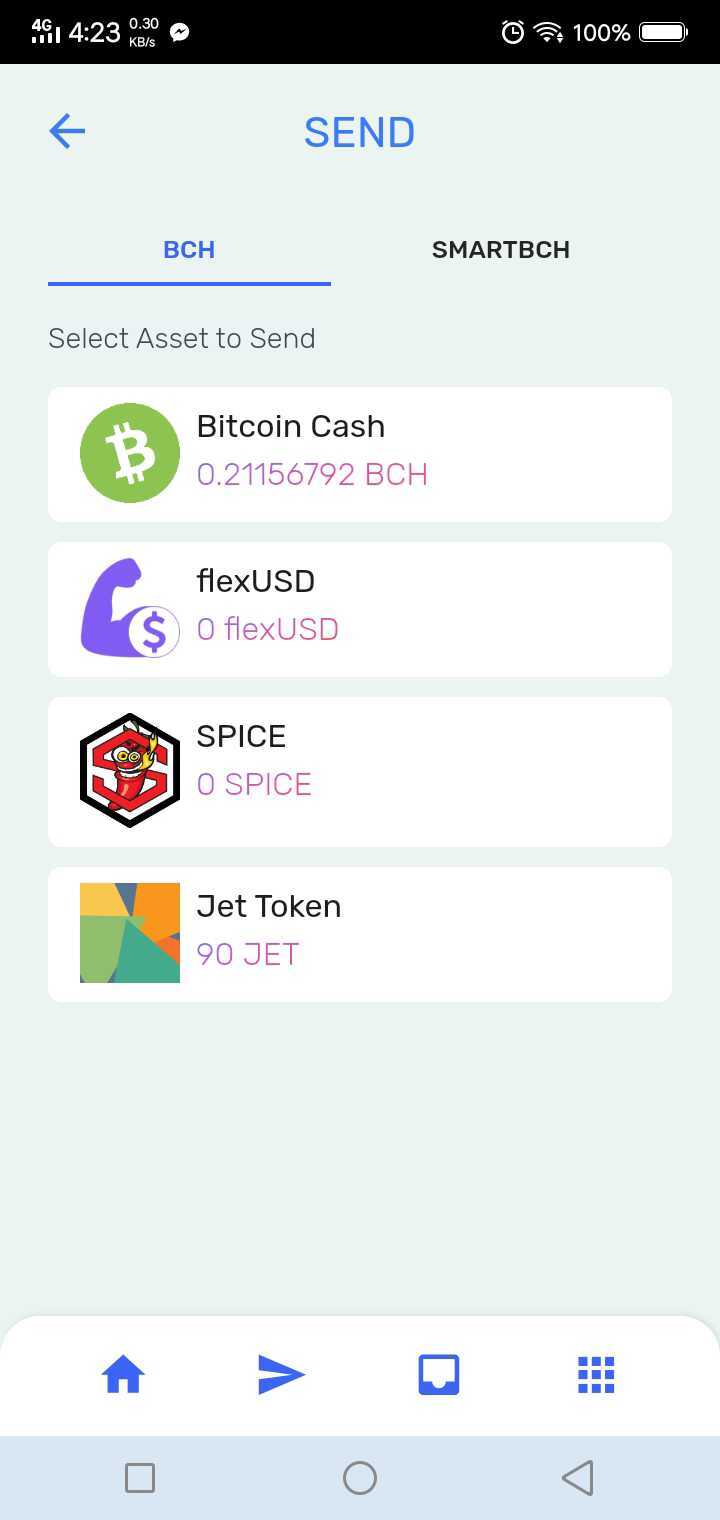 4G 4:23 0.30 KB/s 100%
SEND
BCH SMARTBCH
Select Asset to Send
Bitcoin Cash
0.21156792 BCH
flexUSD
0 flexUSD
SPICE
0 SPICE
Jet Token
90 JET